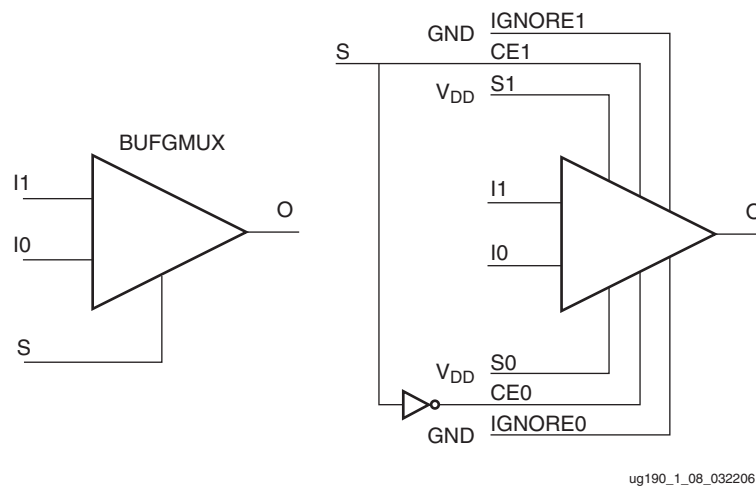 BUFGMUX
I1
I0
S
O
S
GND
IGNORE1
CE1
VDD
S1
I1
I0
O
VDD
S0
CE0
GND
IGNORE0
ug190_1_08_032206